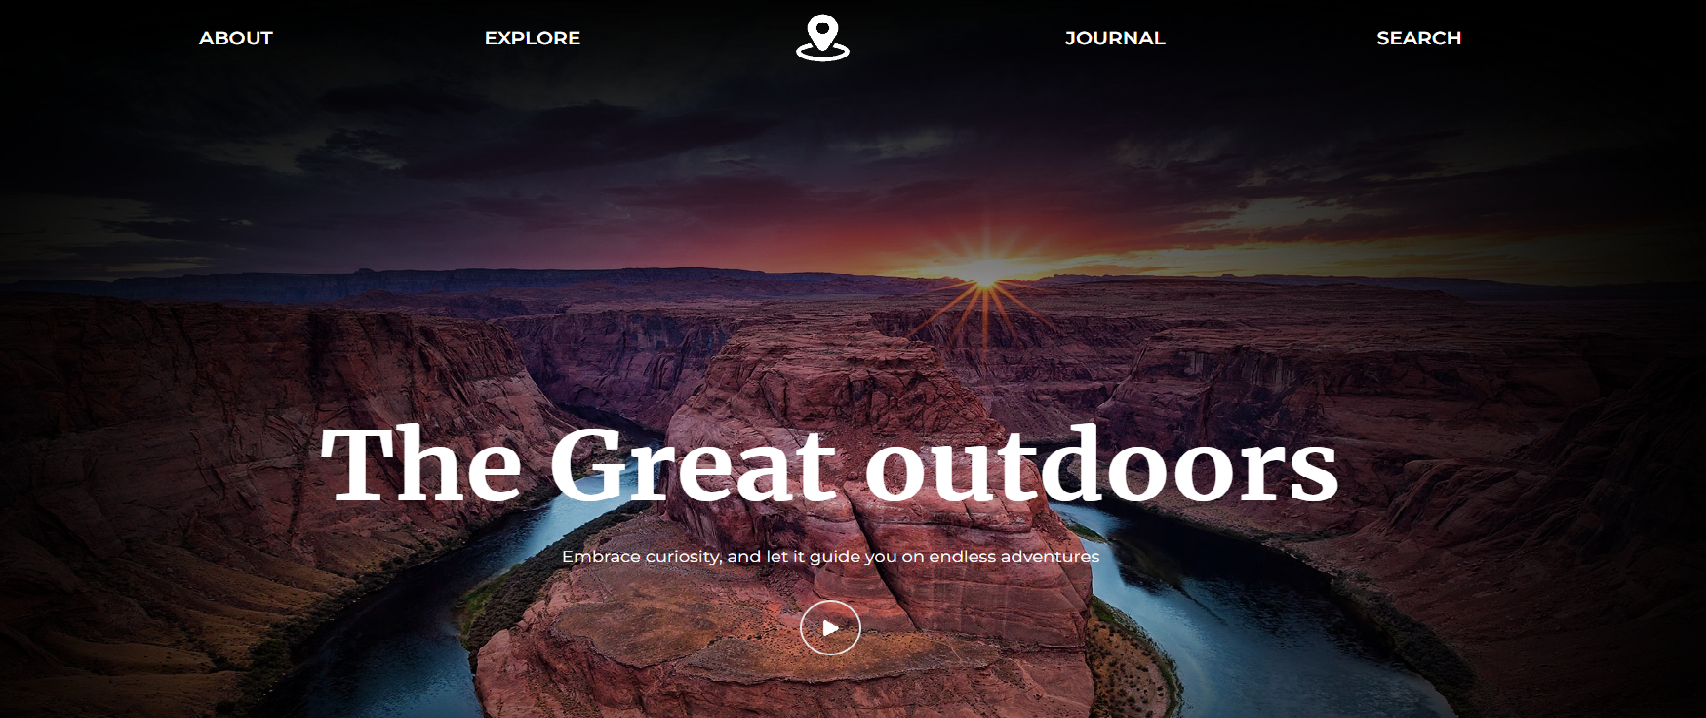 ABOUT EXPLORE JOURNAL SEARCH
The Great outdoors
Embrace curiosity, and let it guide you on endless adventures